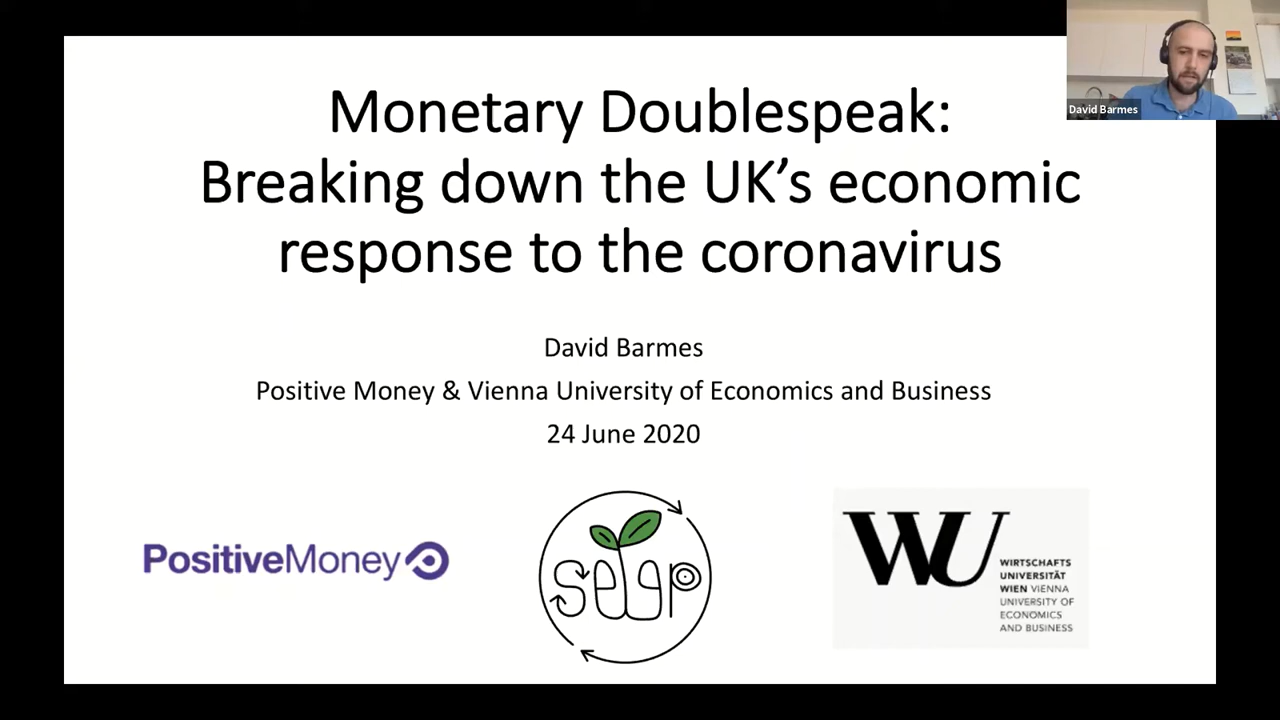 David Barmes
Monetary Doublespeak:
Breaking down the UK’s economic
response to the coronavirus
David Barmes
Positive Money & Vienna University of Economics and Business
24 June 2020
PositiveMoney
seep
WU
WIRTSCHAFTS
UNIVERSITÄT
WIEN VIENNA
UNIVERSITY OF
ECONOMICS
AND BUSINESS